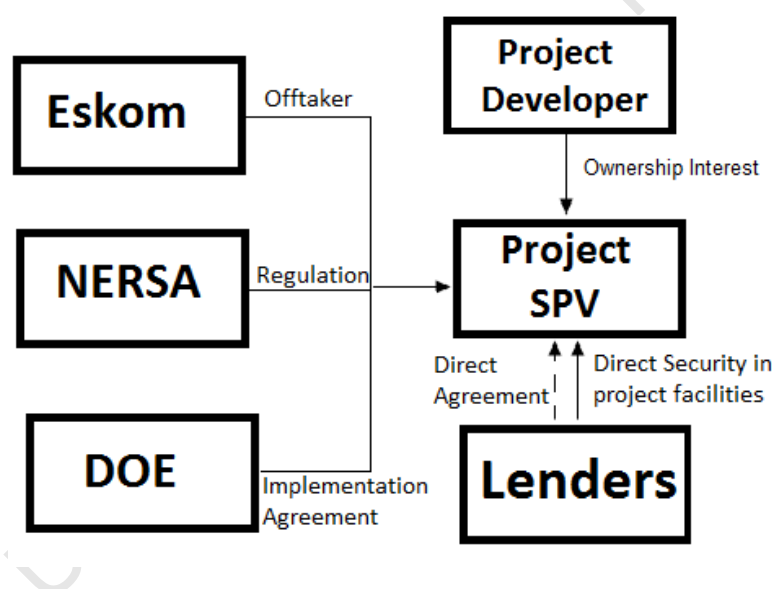 Eskom
Offtaker
Project
Developer
Ownership Interest
NERSA
Regulation
Project
SPV
Direct
Agreement
Direct Security in
project facilities
DOE
Implementation
Agreement
Lenders